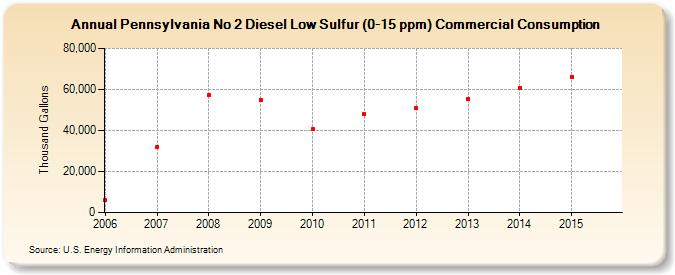 Annual Pennsylvania No 2 Diesel Low Sulfur (0-15 ppm) Commercial Consumption
Thousand Gallons
80,000
60,000
40,000
20,000
0
2006 2007 2008 2009 2010 2011 2012 2013 2014 2015
Source: U.S. Energy Information Administration